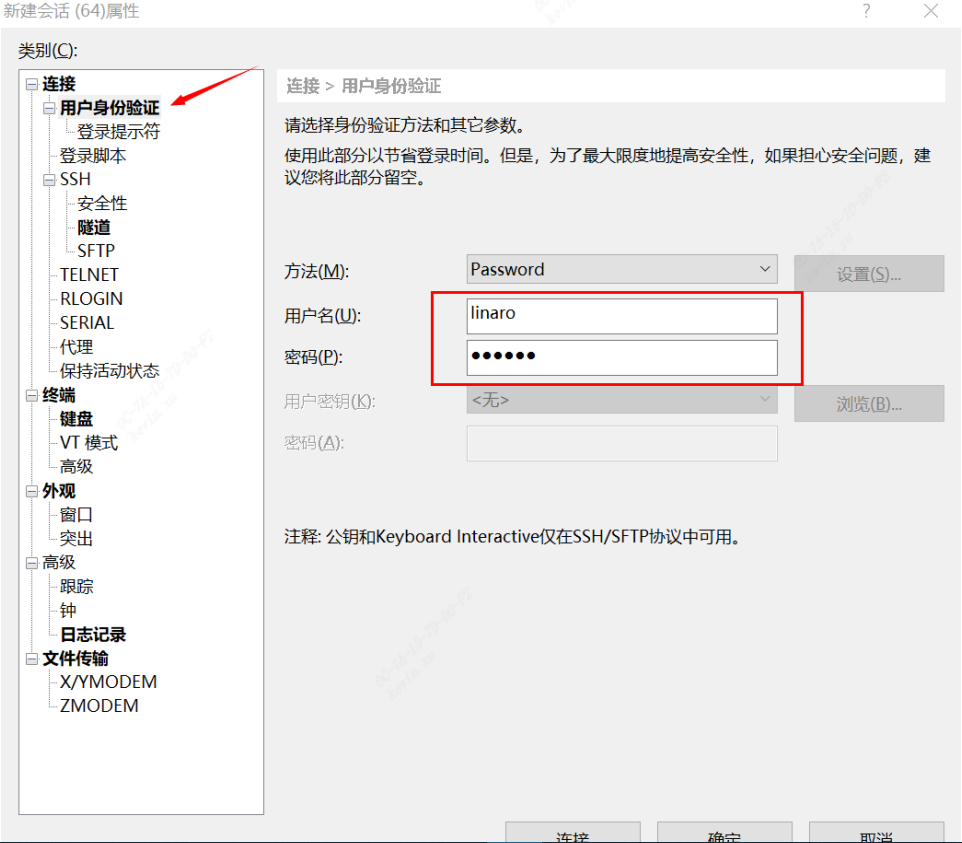 新建会话 (64)属性
?
类别(C):
连接
用户身份验证
登录提示符
登录脚本
SSH
安全性
隧道
SFTP
TELNET
RLOGIN
SERIAL
代理
保持活动状态
终端
键盘
VT 模式
高级
外观
窗口
突出
高级
跟踪
钟
日志记录
文件传输
X/YMODEM
ZMODEM
连接 > 用户身份验证
请选择身份验证方法和其它参数。
使用此部分以节省登录时间。但是，为了最大限度地提高安全性，如果担心安全问题，建
议您将此部分留空。
方法(M):
Password
设置(S)...
用户名(U):
linaro
密码(P):
●●●●●●
用户密钥(K):
<无>
浏览(B)...
密码(A):
注释: 公钥和Keyboard Interactive仅在SSH/SFTP协议中可用。
连接
确定
取消